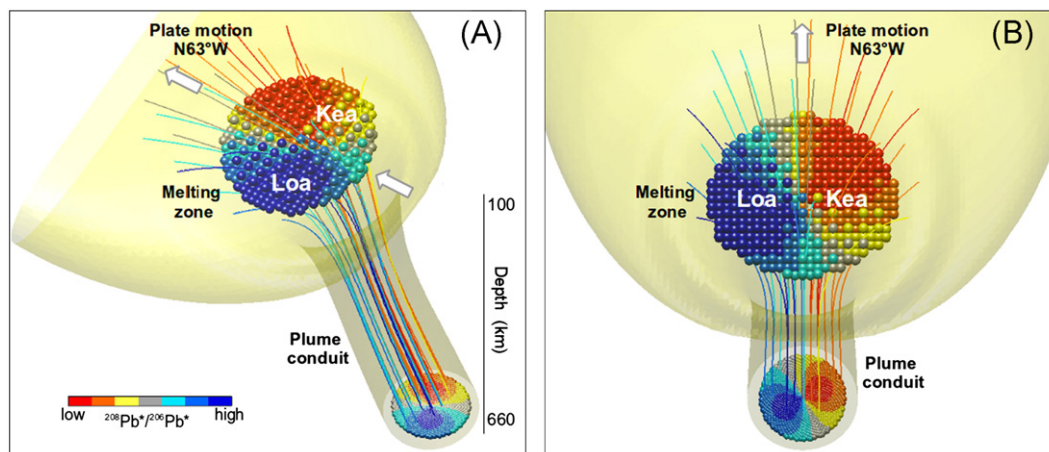 (A)
Plate motion
N63°W
Kea
Loa
Melting
zone
100
Depth (km)
Plume
conduit
660
low
²⁰⁸Pb*/²⁰⁶Pb*
high
(B)
Plate motion
N63°W
Loa
Kea
Melting
zone
Plume
conduit